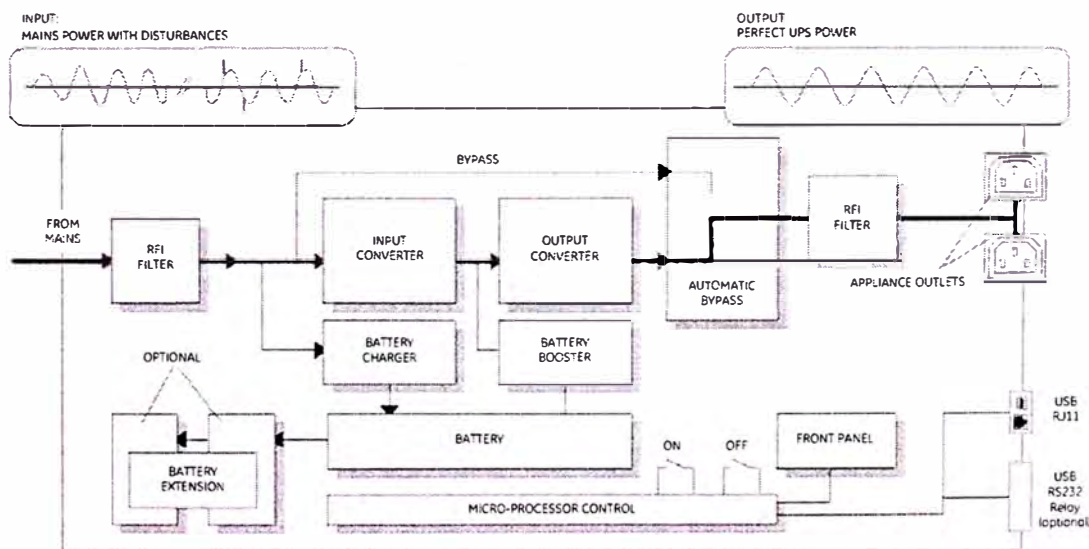 INPUT:
MAINS POWER WITH DISTURBANCES
OUTPUT
PERFECT UPS POWER
BYPASS
FROM
MAINS
RFI
FILTER
INPUT
CONVERTER
OUTPUT
CONVERTER
AUTOMATIC
BYPASS
RFI
FILTER
APPLIANCE OUTLETS
BATTERY
CHARGER
BATTERY
BOOSTER
OPTIONAL
BATTERY
EXTENSION
BATTERY
ON
OFF
FRONT PANEL
MICRO-PROCESSOR CONTROL
USB
RJ11
USB
RS232
Relay
(optional)